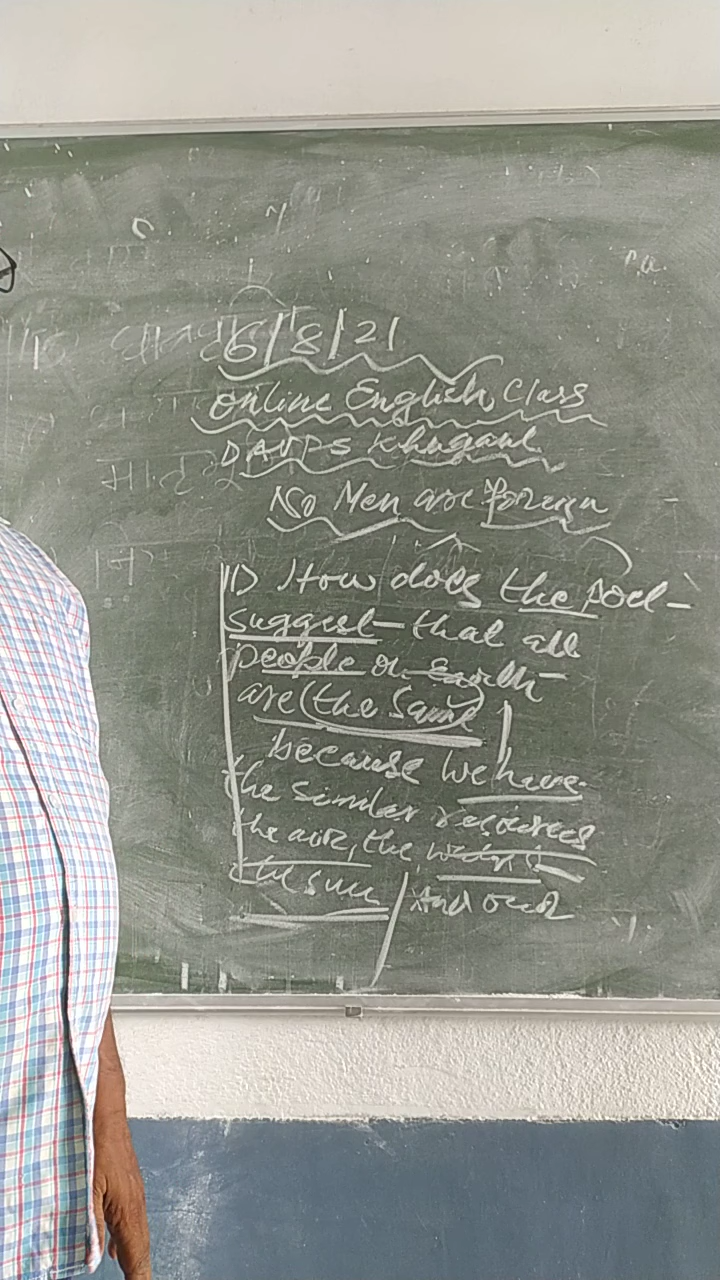 6/8/21
Online English Class
DAVPS Khagaul
No Men are foreign
1) How does the poet
suggest that all
people on Earth
are (the same
because we have
the similar resources
the air, the water
the sun And our